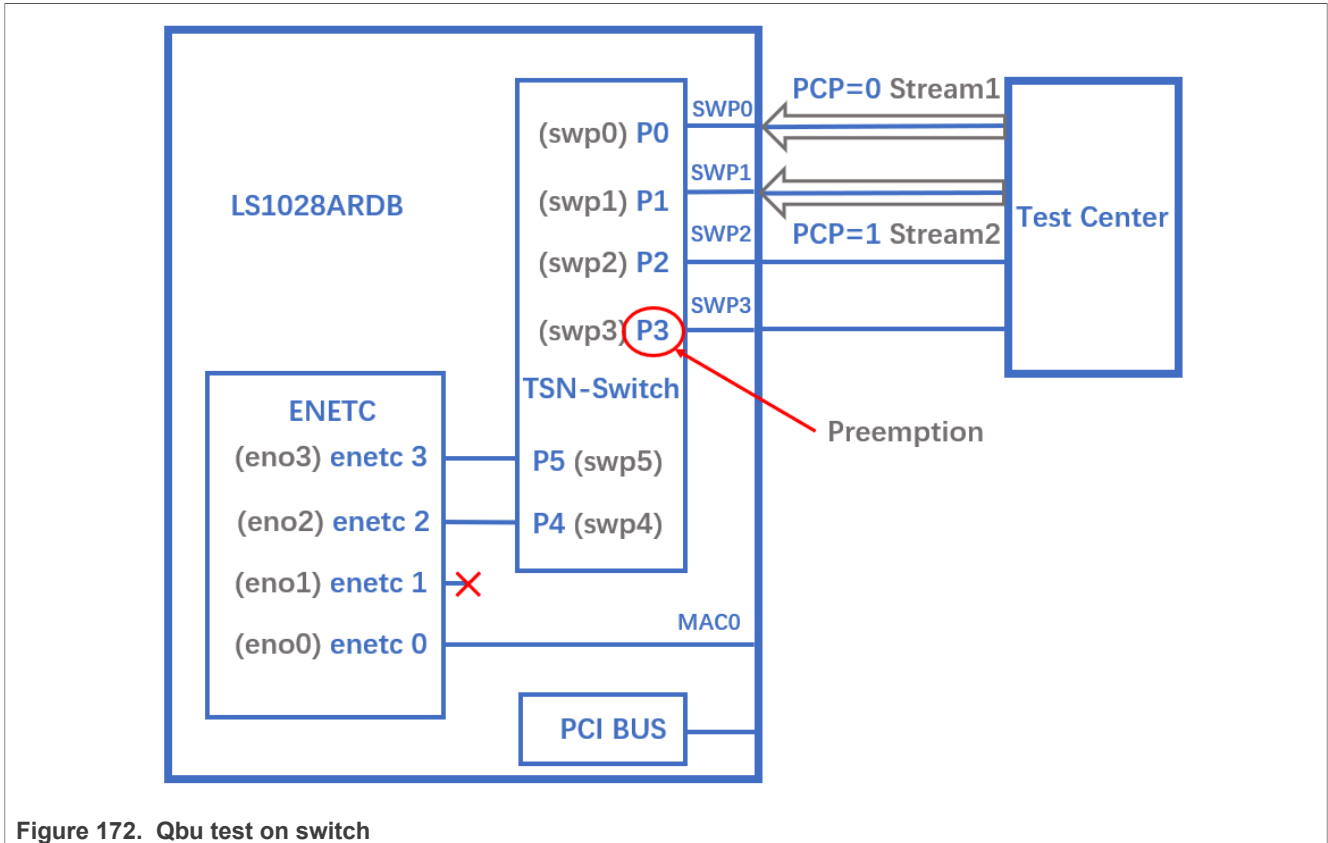 PCP=0 Stream1
SWP0
(swp0) P0
SWP1
(swp1) P1
LS1028ARDB
Test Center
SWP2
PCP=1 Stream2
(swp2) P2
SWP3
(swp3) P3
TSN-Switch
ENETC
Preemption
(eno3) enetc 3
P5 (swp5)
(eno2) enetc 2
P4 (swp4)
(eno1) enetc 1
MAC0
(eno0) enetc 0
PCI BUS
Figure 172. Qbu test on switch